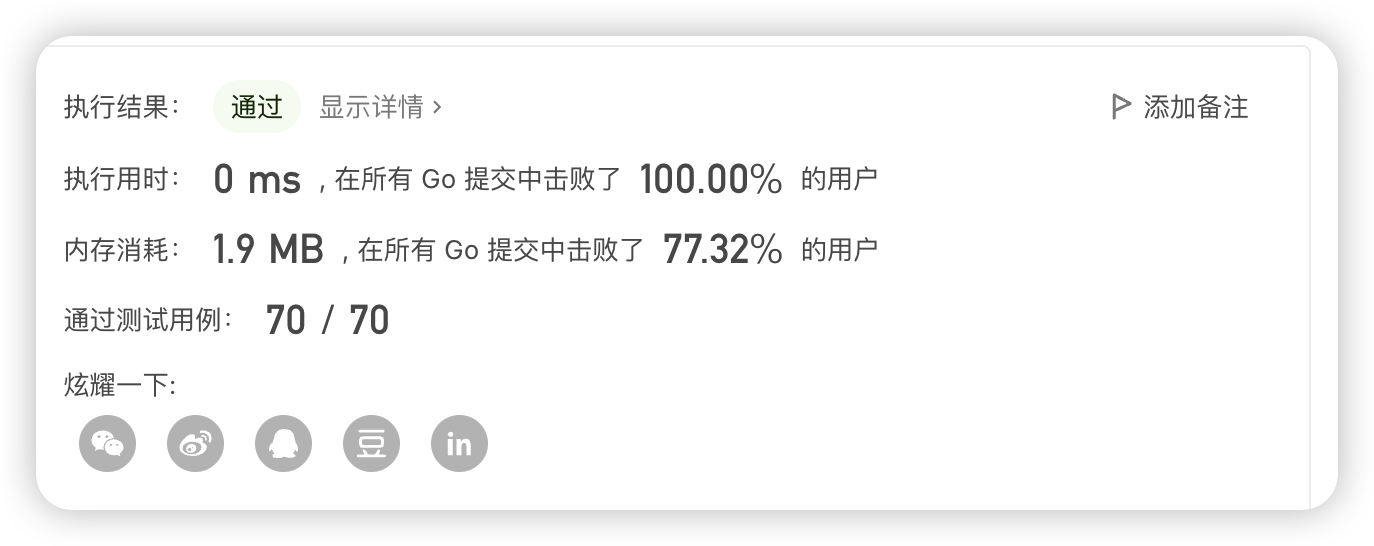 执行结果： 通过 显示详情 › 添加备注
执行用时： 0 ms , 在所有 Go 提交中击败了 100.00% 的用户
内存消耗： 1.9 MB , 在所有 Go 提交中击败了 77.32% 的用户
通过测试用例： 70 / 70
炫耀一下:
豆 in